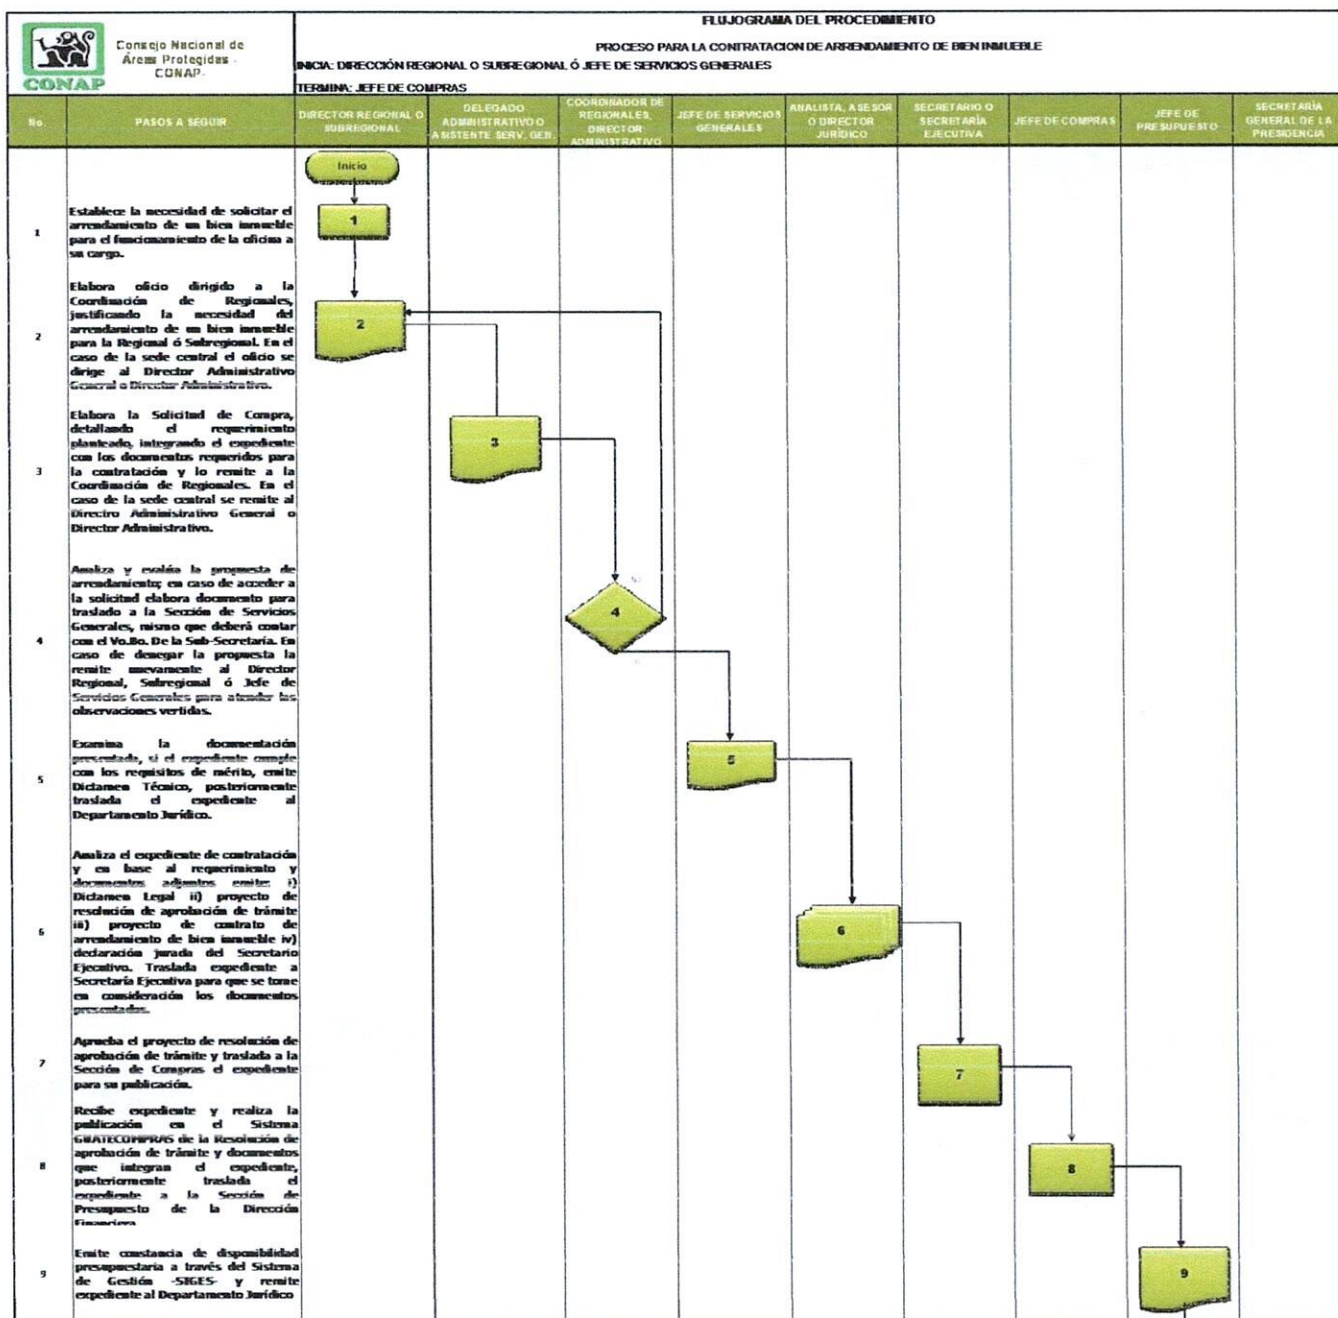 FLUJOGRAMA DEL PROCEDIMIENTO
Consejo Nacional de
Áreas Protegidas -
CONAP-
CONAP
PROCESO PARA LA CONTRATACION DE ARRENDAMIENTO DE BIEN INMUEBLE
INICIA: DIRECCIÓN REGIONAL O SUBREGIONAL Ó JEFE DE SERVICIOS GENERALES
TERMINA: JEFE DE COMPRAS
No.
PASOS A SEGUIR
DIRECTOR REGIONAL O
SUBREGIONAL
DELEGADO
ADMINISTRATIVO O
ASISTENTE SERV. GEN.
COORDINADOR DE
REGIONALES,
DIRECTOR
ADMINISTRATIVO
JEFE DE SERVICIOS
GENERALES
ANALISTA, ASESOR
O DIRECTOR
JURÍDICO
SECRETARIO O
SECRETARÍA
EJECUTIVA
JEFE DE COMPRAS
JEFE DE
PRESUPUESTO
SECRETARÍA
GENERAL DE LA
PRESIDENCIA
Inicio
1
Establece la necesidad de solicitar el
arrendamiento de un bien inmueble
para el funcionamiento de la oficina a
su cargo.
1
2
Elabora oficio dirigido a la
Coordinación de Regionales,
justificando la necesidad del
arrendamiento de un bien inmueble
para la Regional ó Subregional. En el
caso de la sede central el oficio se
dirige al Director Administrativo
General o Director Administrativo.
2
3
Elabora la Solicitud de Compra,
detallando el requerimiento
planteado, integrando el expediente
con los documentos requeridos para
la contratación y lo remite a la
Coordinación de Regionales. En el
caso de la sede central se remite al
Directro Administrativo General o
Director Administrativo.
3
4
Analiza y evalúa la propuesta de
arrendamiento; en caso de acceder a
la solicitud elabora documento para
traslado a la Sección de Servicios
Generales, mismo que deberá contar
con el Vo.Bo. De la Sub-Secretaría. En
caso de denegar la propuesta la
remite nuevamente al Director
Regional, Subregional ó Jefe de
Servicios Generales para atender las
observaciones vertidas.
4
5
Examina la documentación
presentada, si el expediente cumple
con los requisitos de mérito, emite
Dictamen Técnico, posteriormente
traslada el expediente al
Departamento Jurídico.
5
6
Analiza el expediente de contratación
y en base al requerimiento y
documentos adjuntos emite: i)
Dictamen Legal ii) proyecto de
resolución de aprobación de trámite
iii) proyecto de contrato de
arrendamiento de bien inmueble iv)
declaración jurada del Secretario
Ejecutivo. Traslada expediente a
Secretaría Ejecutiva para que se tome
en consideración los documentos
presentados.
6
7
Aprueba el proyecto de resolución de
aprobación de trámite y traslada a la
Sección de Compras el expediente
para su publicación.
7
8
Recibe expediente y realiza la
publicación en el Sistema
GUATECOMPRAS de la Resolución de
aprobación de trámite y documentos
que integran el expediente,
posteriormente traslada el
expediente a la Sección de
Presupuesto de la Dirección
Financiera
8
9
Emite constancia de disponibilidad
presupuestaria a través del Sistema
de Gestión -SIGES- y remite
expediente al Departamento Jurídico
9